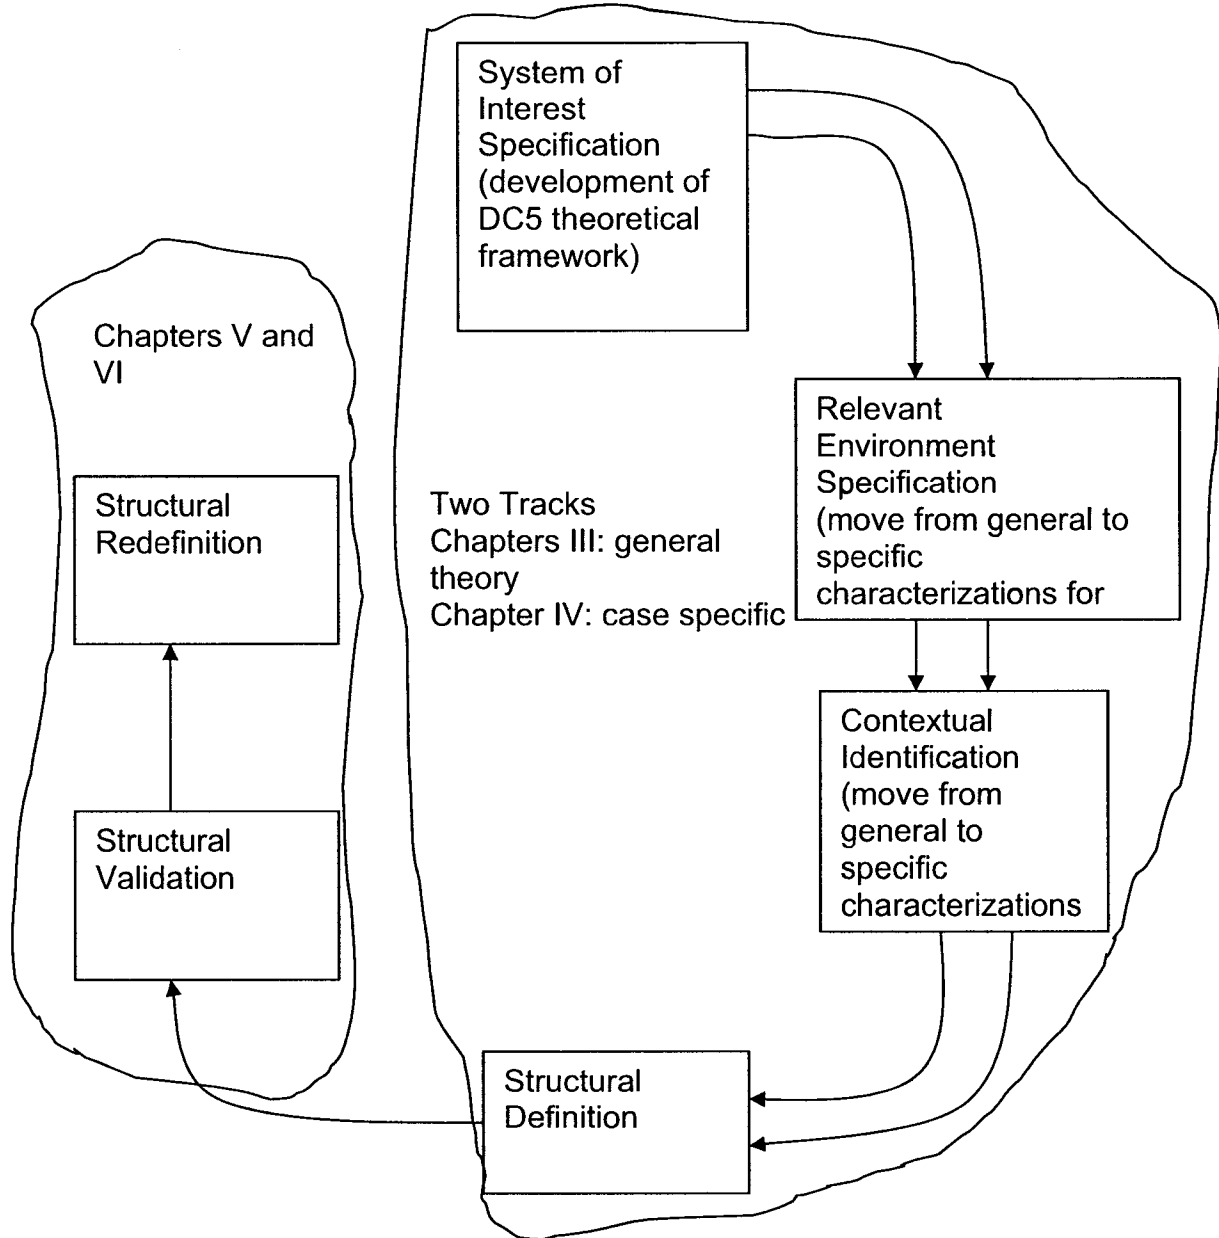 System of
Interest
Specification
(development of
DC5 theoretical
framework)
Chapters V and
VI
Relevant
Environment
Specification
(move from general to
specific
characterizations for
Structural
Redefinition
Two Tracks
Chapters III: general
theory
Chapter IV: case specific
Contextual
Identification
(move from
general to
specific
characterizations
Structural
Validation
Structural
Definition